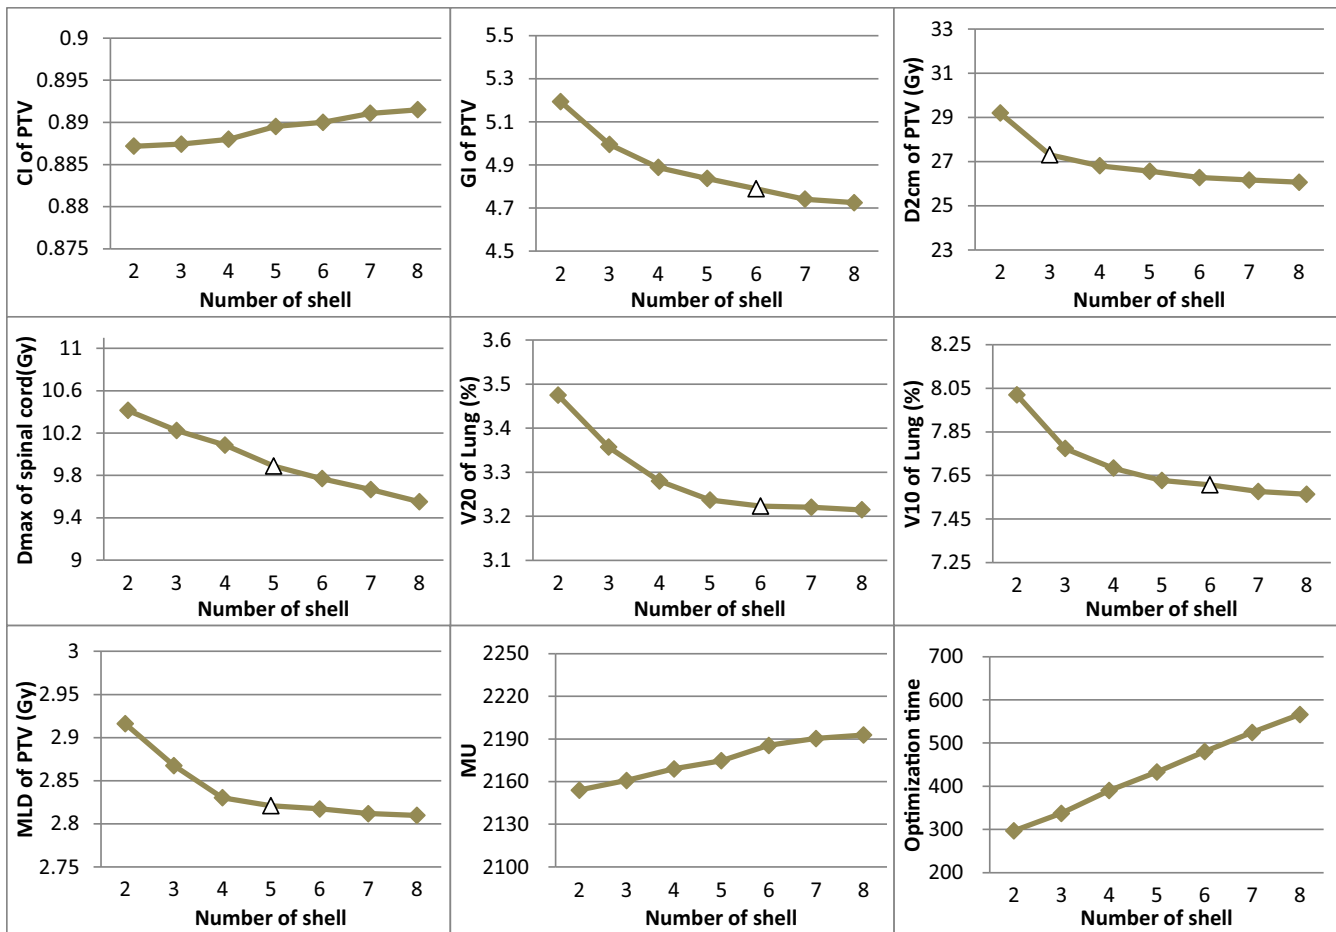 CI of PTV
0.9
0.895
0.89
0.885
0.88
0.875
2 3 4 5 6 7 8
Number of shell
GI of PTV
5.5
5.3
5.1
4.9
4.7
4.5
2 3 4 5 6 7 8
Number of shell
D2cm of PTV (Gy)
33
31
29
27
25
23
2 3 4 5 6 7 8
Number of shell
Dmax of spinal cord(Gy)
11
10.6
10.2
9.8
9.4
9
2 3 4 5 6 7 8
Number of shell
V20 of Lung (%)
3.6
3.5
3.4
3.3
3.2
3.1
2 3 4 5 6 7 8
Number of shell
V10 of Lung (%)
8.25
8.05
7.85
7.65
7.45
7.25
2 3 4 5 6 7 8
Number of shell
MLD of PTV (Gy)
3
2.95
2.9
2.85
2.8
2.75
2 3 4 5 6 7 8
Number of shell
MU
2250
2220
2190
2160
2130
2100
2 3 4 5 6 7 8
Number of shell
Optimization time
700
600
500
400
300
200
2 3 4 5 6 7 8
Number of shell